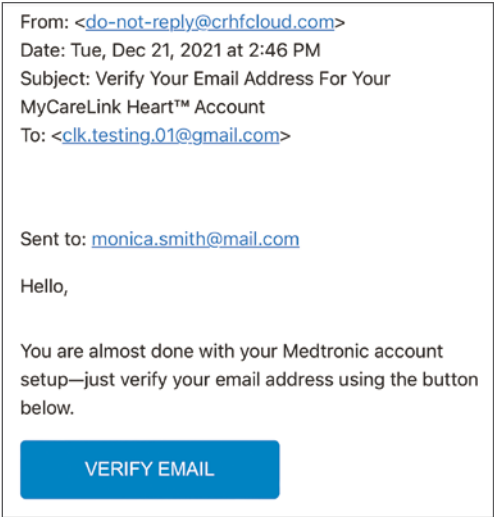 From: <do-not-reply@crhfcloud.com>
Date: Tue, Dec 21, 2021 at 2:46 PM
Subject: Verify Your Email Address For Your
MyCareLink Heart™ Account
To: <clk.testing.01@gmail.com>
Sent to: monica.smith@mail.com
Hello,
You are almost done with your Medtronic account
setup—just verify your email address using the button
below.
VERIFY EMAIL